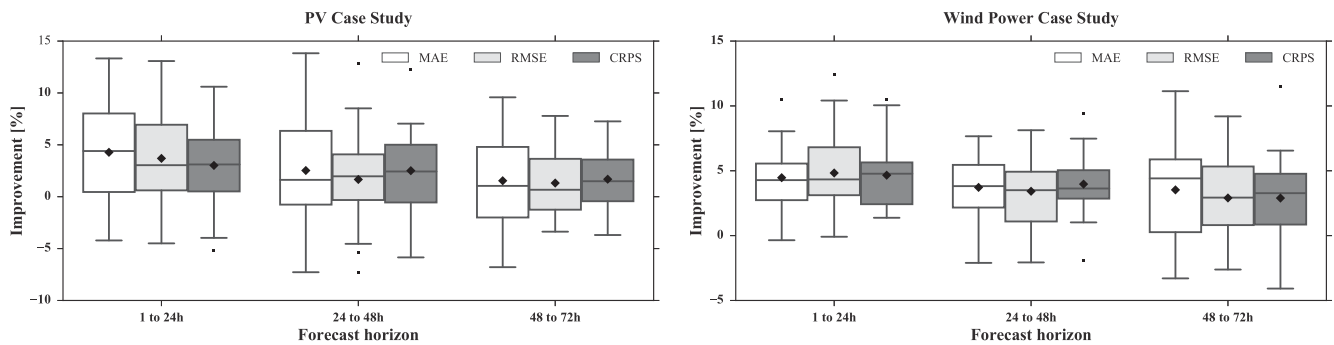 PV Case Study
15
10
5
0
−5
−10
Improvement [%]
MAE RMSE CRPS
1 to 24h 24 to 48h 48 to 72h
Forecast horizon
Wind Power Case Study
15
10
5
0
−5
Improvement [%]
MAE RMSE CRPS
1 to 24h 24 to 48h 48 to 72h
Forecast horizon